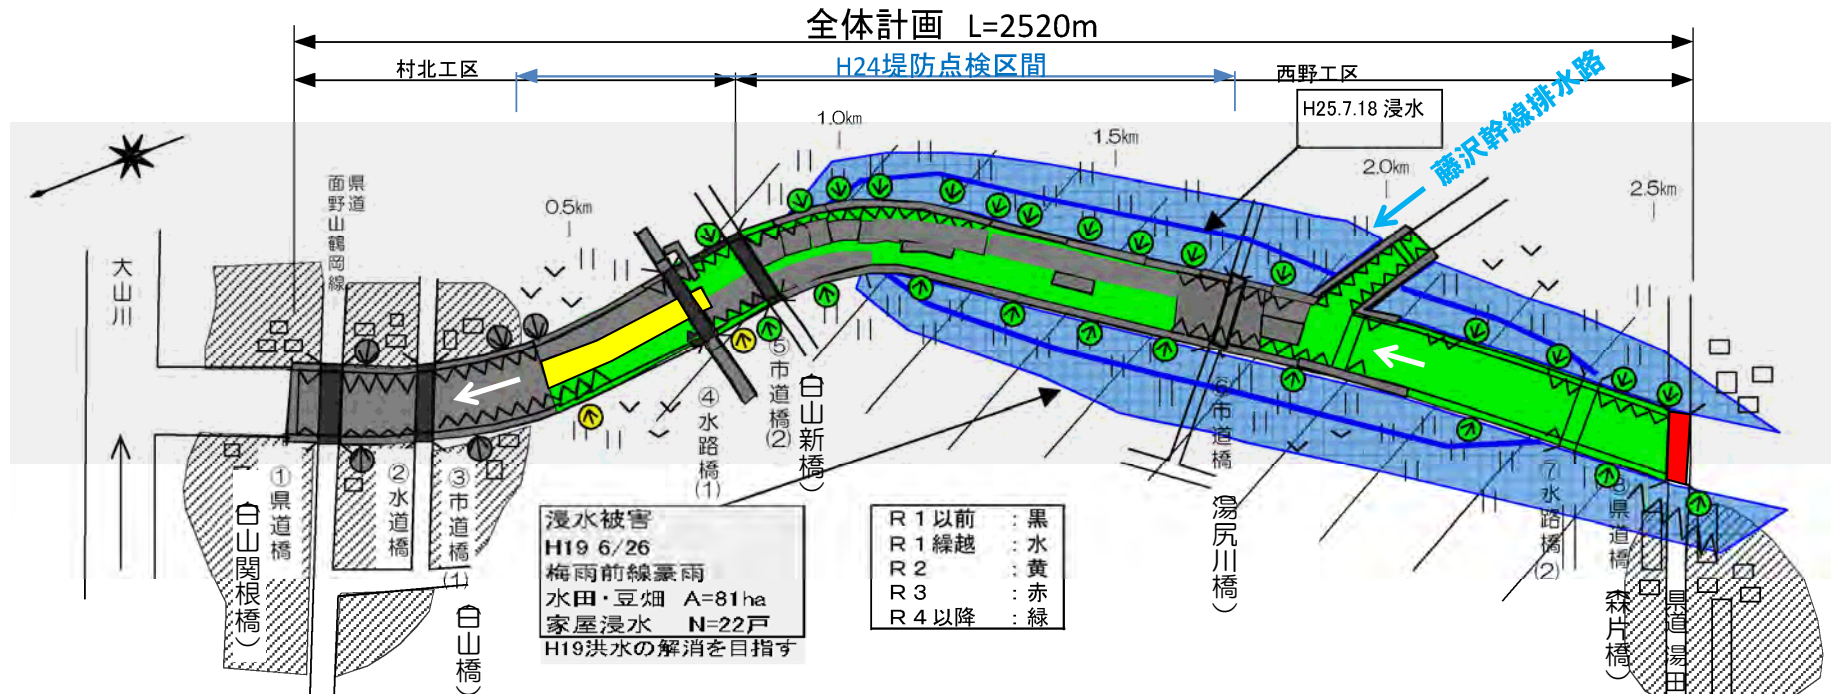 全体計画 L=2520m
村北工区
H24堤防点検区間
西野工区
H25.7.18 浸水
藤沢幹線排水路
1.0km
1.5km
2.0km
2.5km
0.5km
県道
面野山鶴岡線
大山川
①県道橋
(白山関根橋)
②水道橋
③市道橋(1)
(白山橋)
④水路橋(1)
⑤市道橋(2)
(白山新橋)
⑥市道橋
(湯尻川橋)
⑦水路橋(2)
⑧県道橋
(森片橋)
県道 湯田
浸水被害
H19 6/26
梅雨前線豪雨
水田・豆畑 A=81ha
家屋浸水 N=22戸
H19洪水の解消を目指す
R1以前 :黒
R1繰越 :水
R2 :黄
R3 :赤
R4以降 :緑